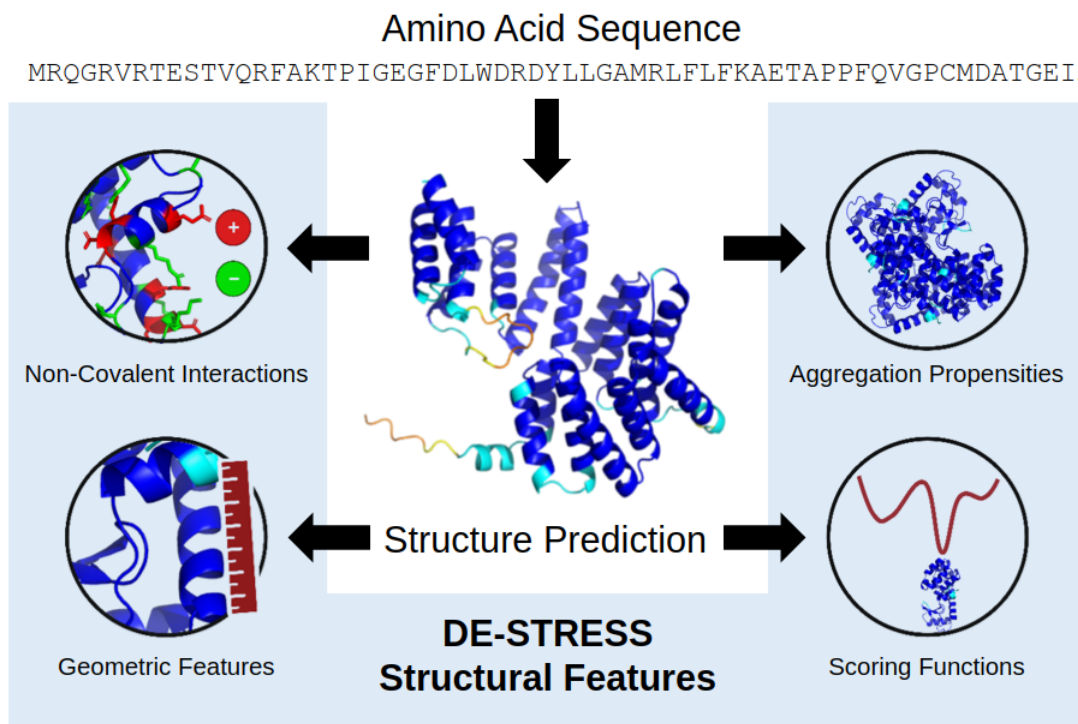 Amino Acid Sequence
MRQGRVRTESTVQRFAKTPIGEGFDLWDRDYLLGAMRLFLFKAETAPPFQVGPCMDATGEI
+
−
Non-Covalent Interactions
Aggregation Propensities
Structure Prediction
Geometric Features
Scoring Functions
DE-STRESS
Structural Features